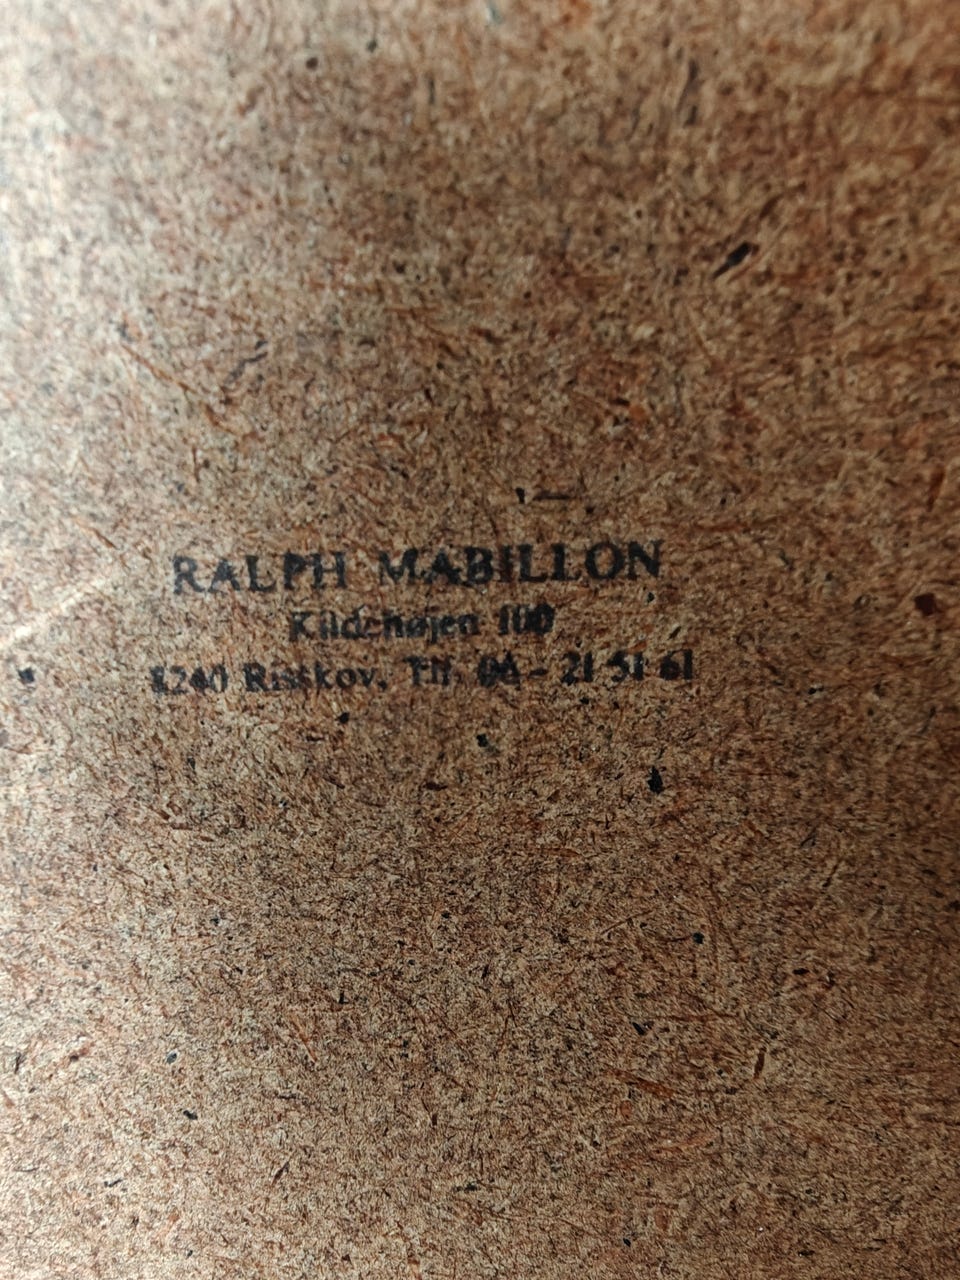 RALPH MABILLON
Kildehøjen 100
8240 Risskov. Tlf. 06 - 21 51 61